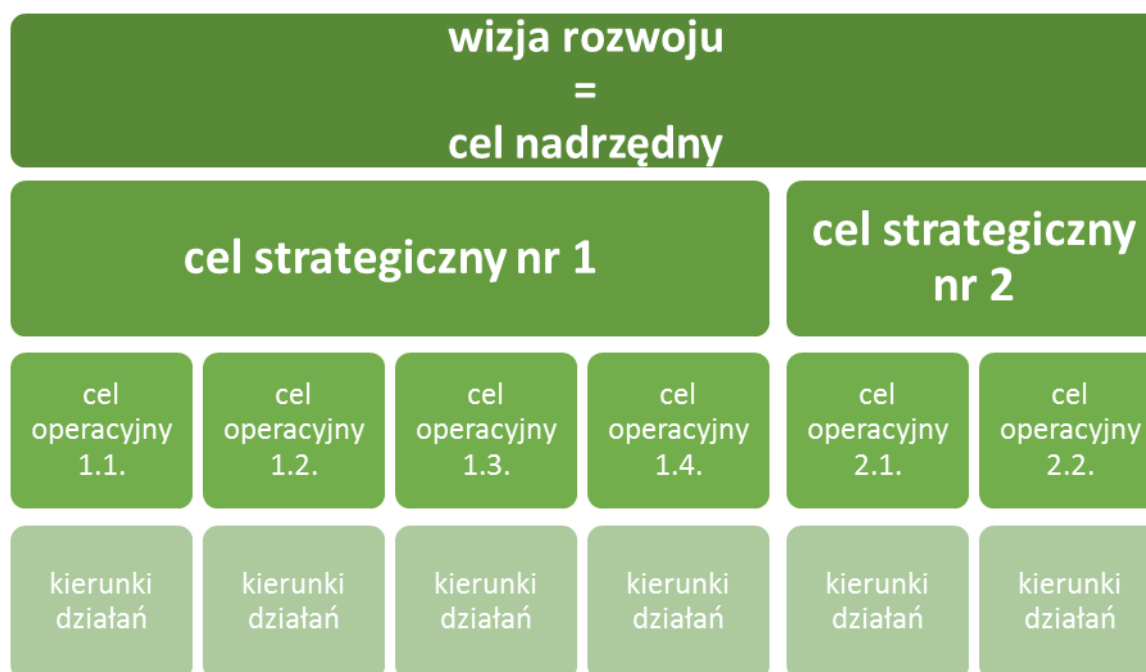 wizja rozwoju
=
cel nadrzędny
cel strategiczny nr 1
cel strategiczny
nr 2
cel
operacyjny
1.1.
cel
operacyjny
1.2.
cel
operacyjny
1.3.
cel
operacyjny
1.4.
cel
operacyjny
2.1.
cel
operacyjny
2.2.
kierunki
działań
kierunki
działań
kierunki
działań
kierunki
działań
kierunki
działań
kierunki
działań